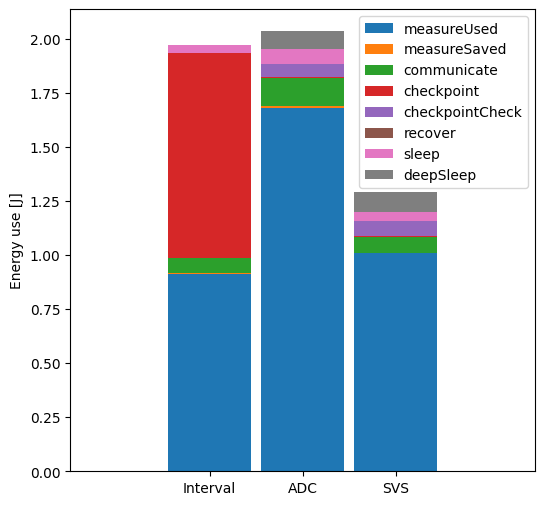 2.00
1.75
1.50
1.25
1.00
0.75
0.50
0.25
0.00
Energy use [J]
measureUsed
measureSaved
communicate
checkpoint
checkpointCheck
recover
sleep
deepSleep
Interval ADC SVS